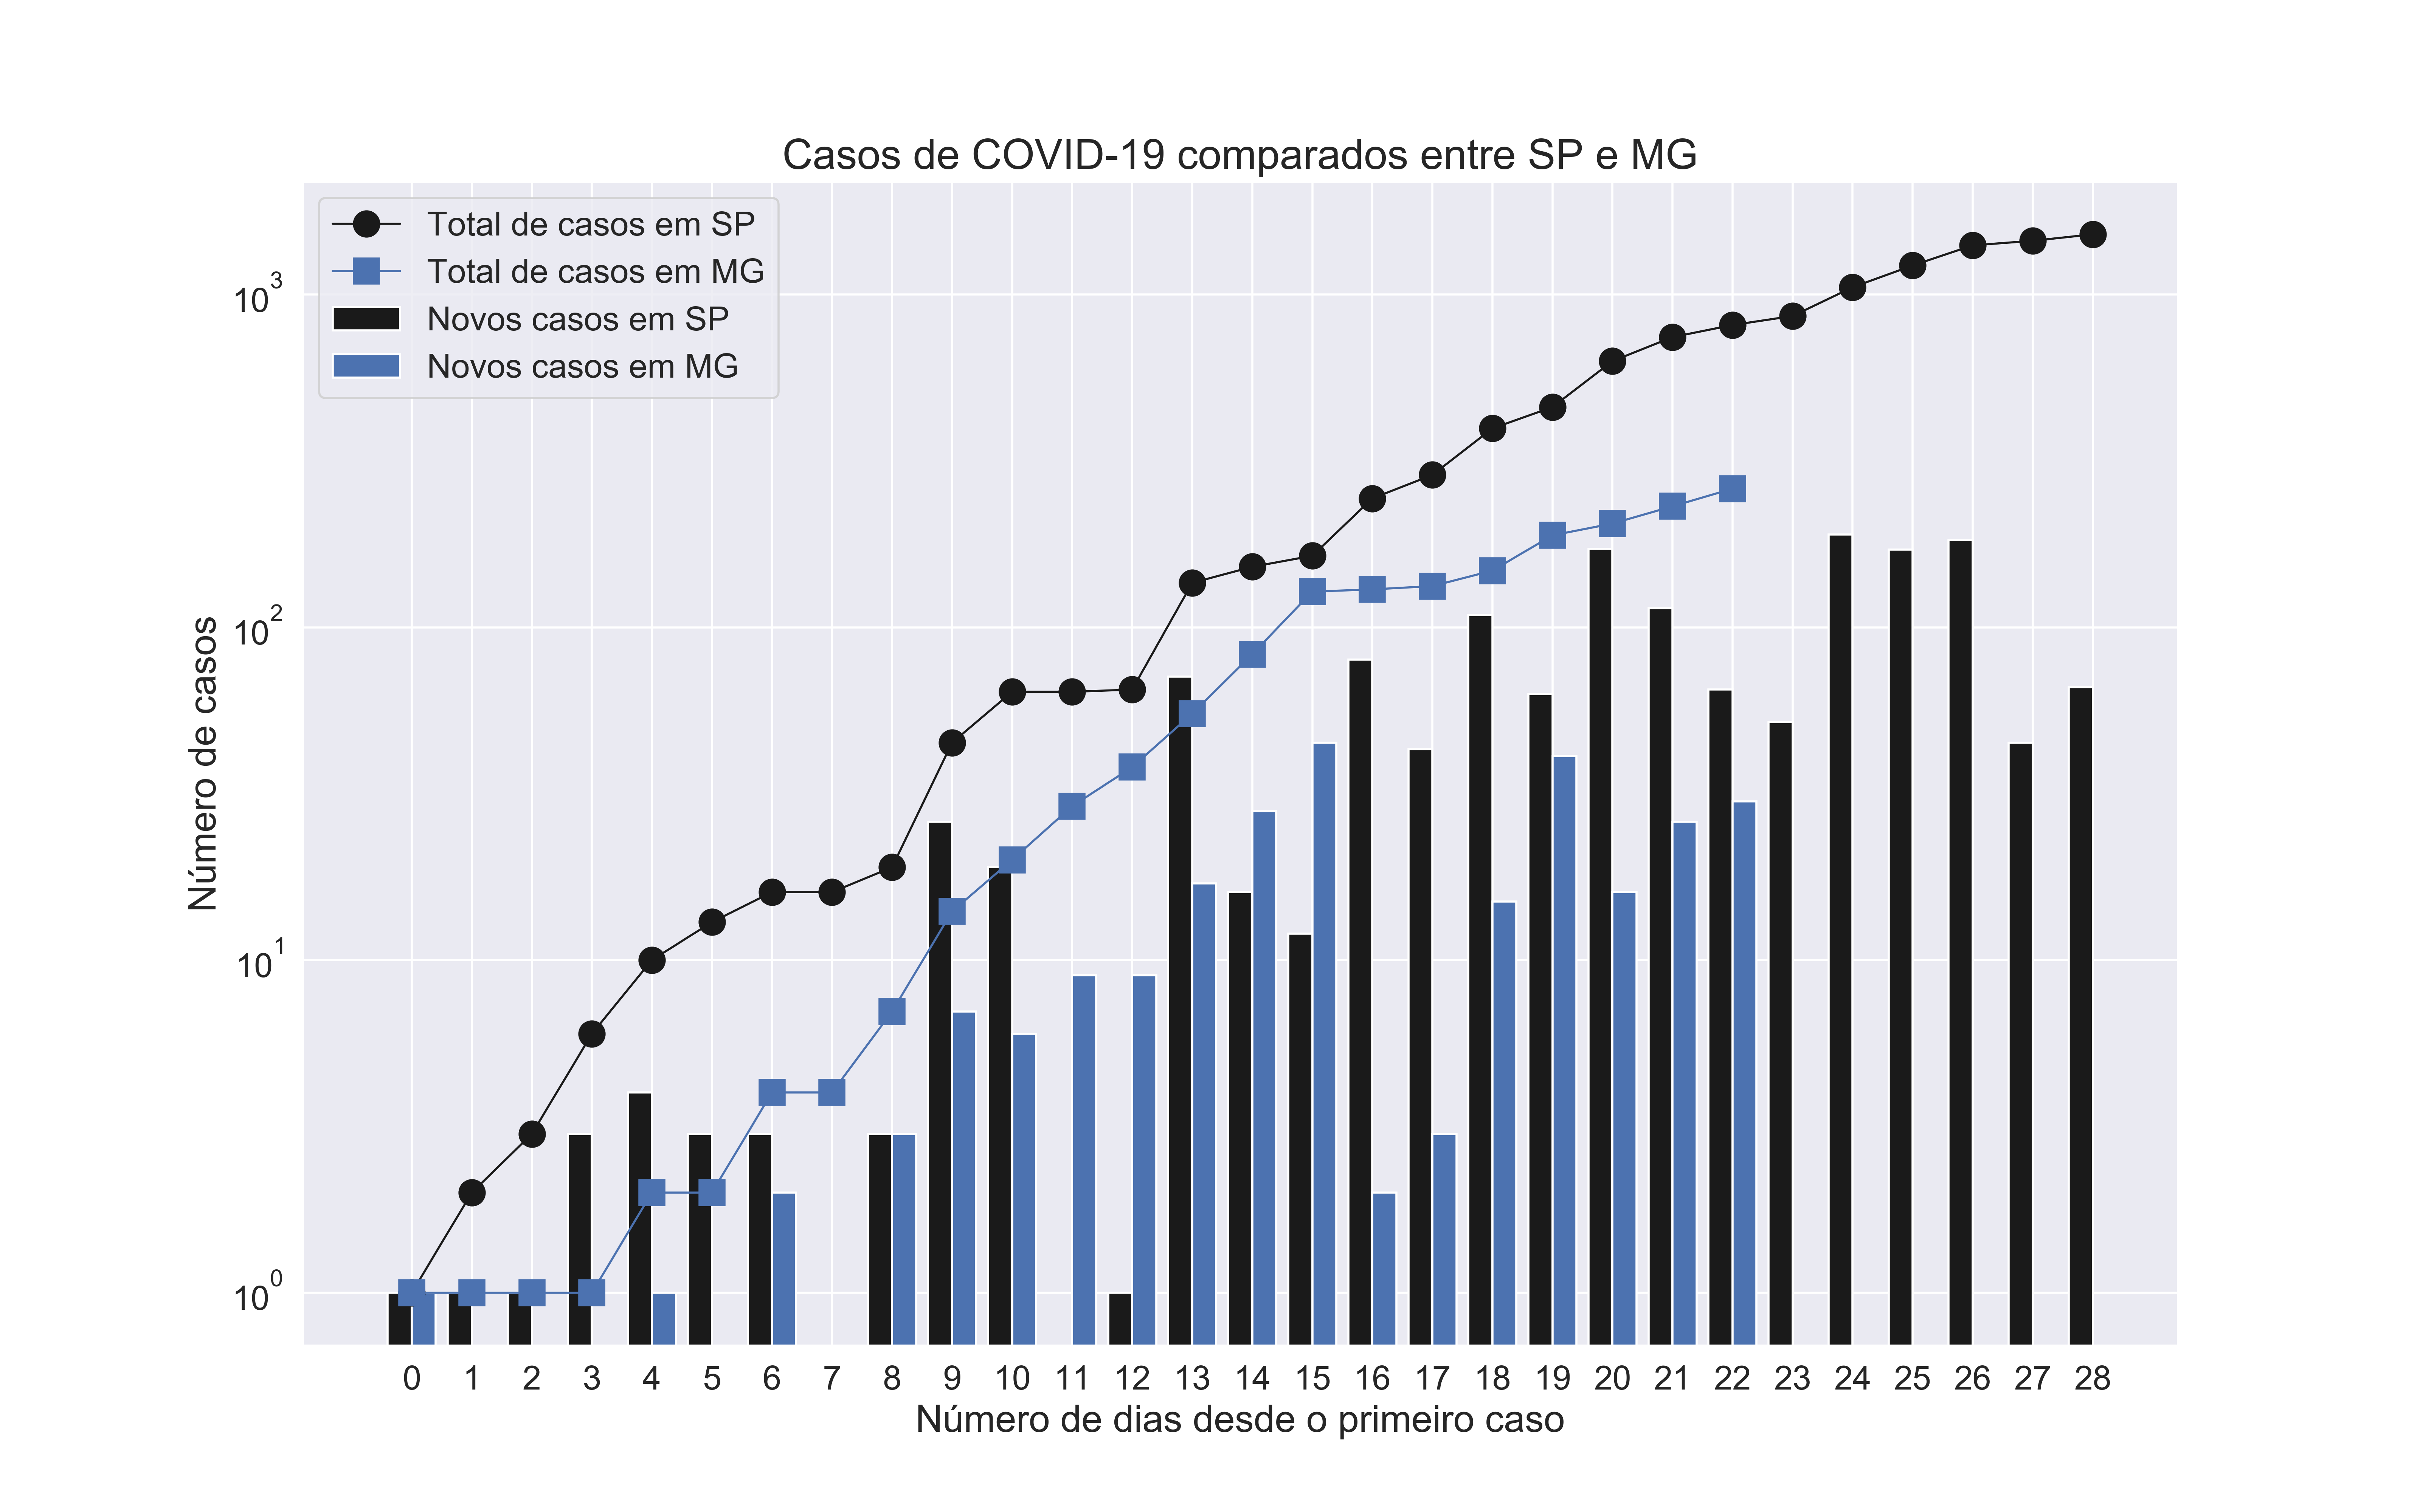 Casos de COVID-19 comparados entre SP e MG
Total de casos em SP
Total de casos em MG
Novos casos em SP
Novos casos em MG
10³
10²
10¹
10⁰
Número de casos
0 1 2 3 4 5 6 7 8 9 10 11 12 13 14 15 16 17 18 19 20 21 22 23 24 25 26 27 28
Número de dias desde o primeiro caso